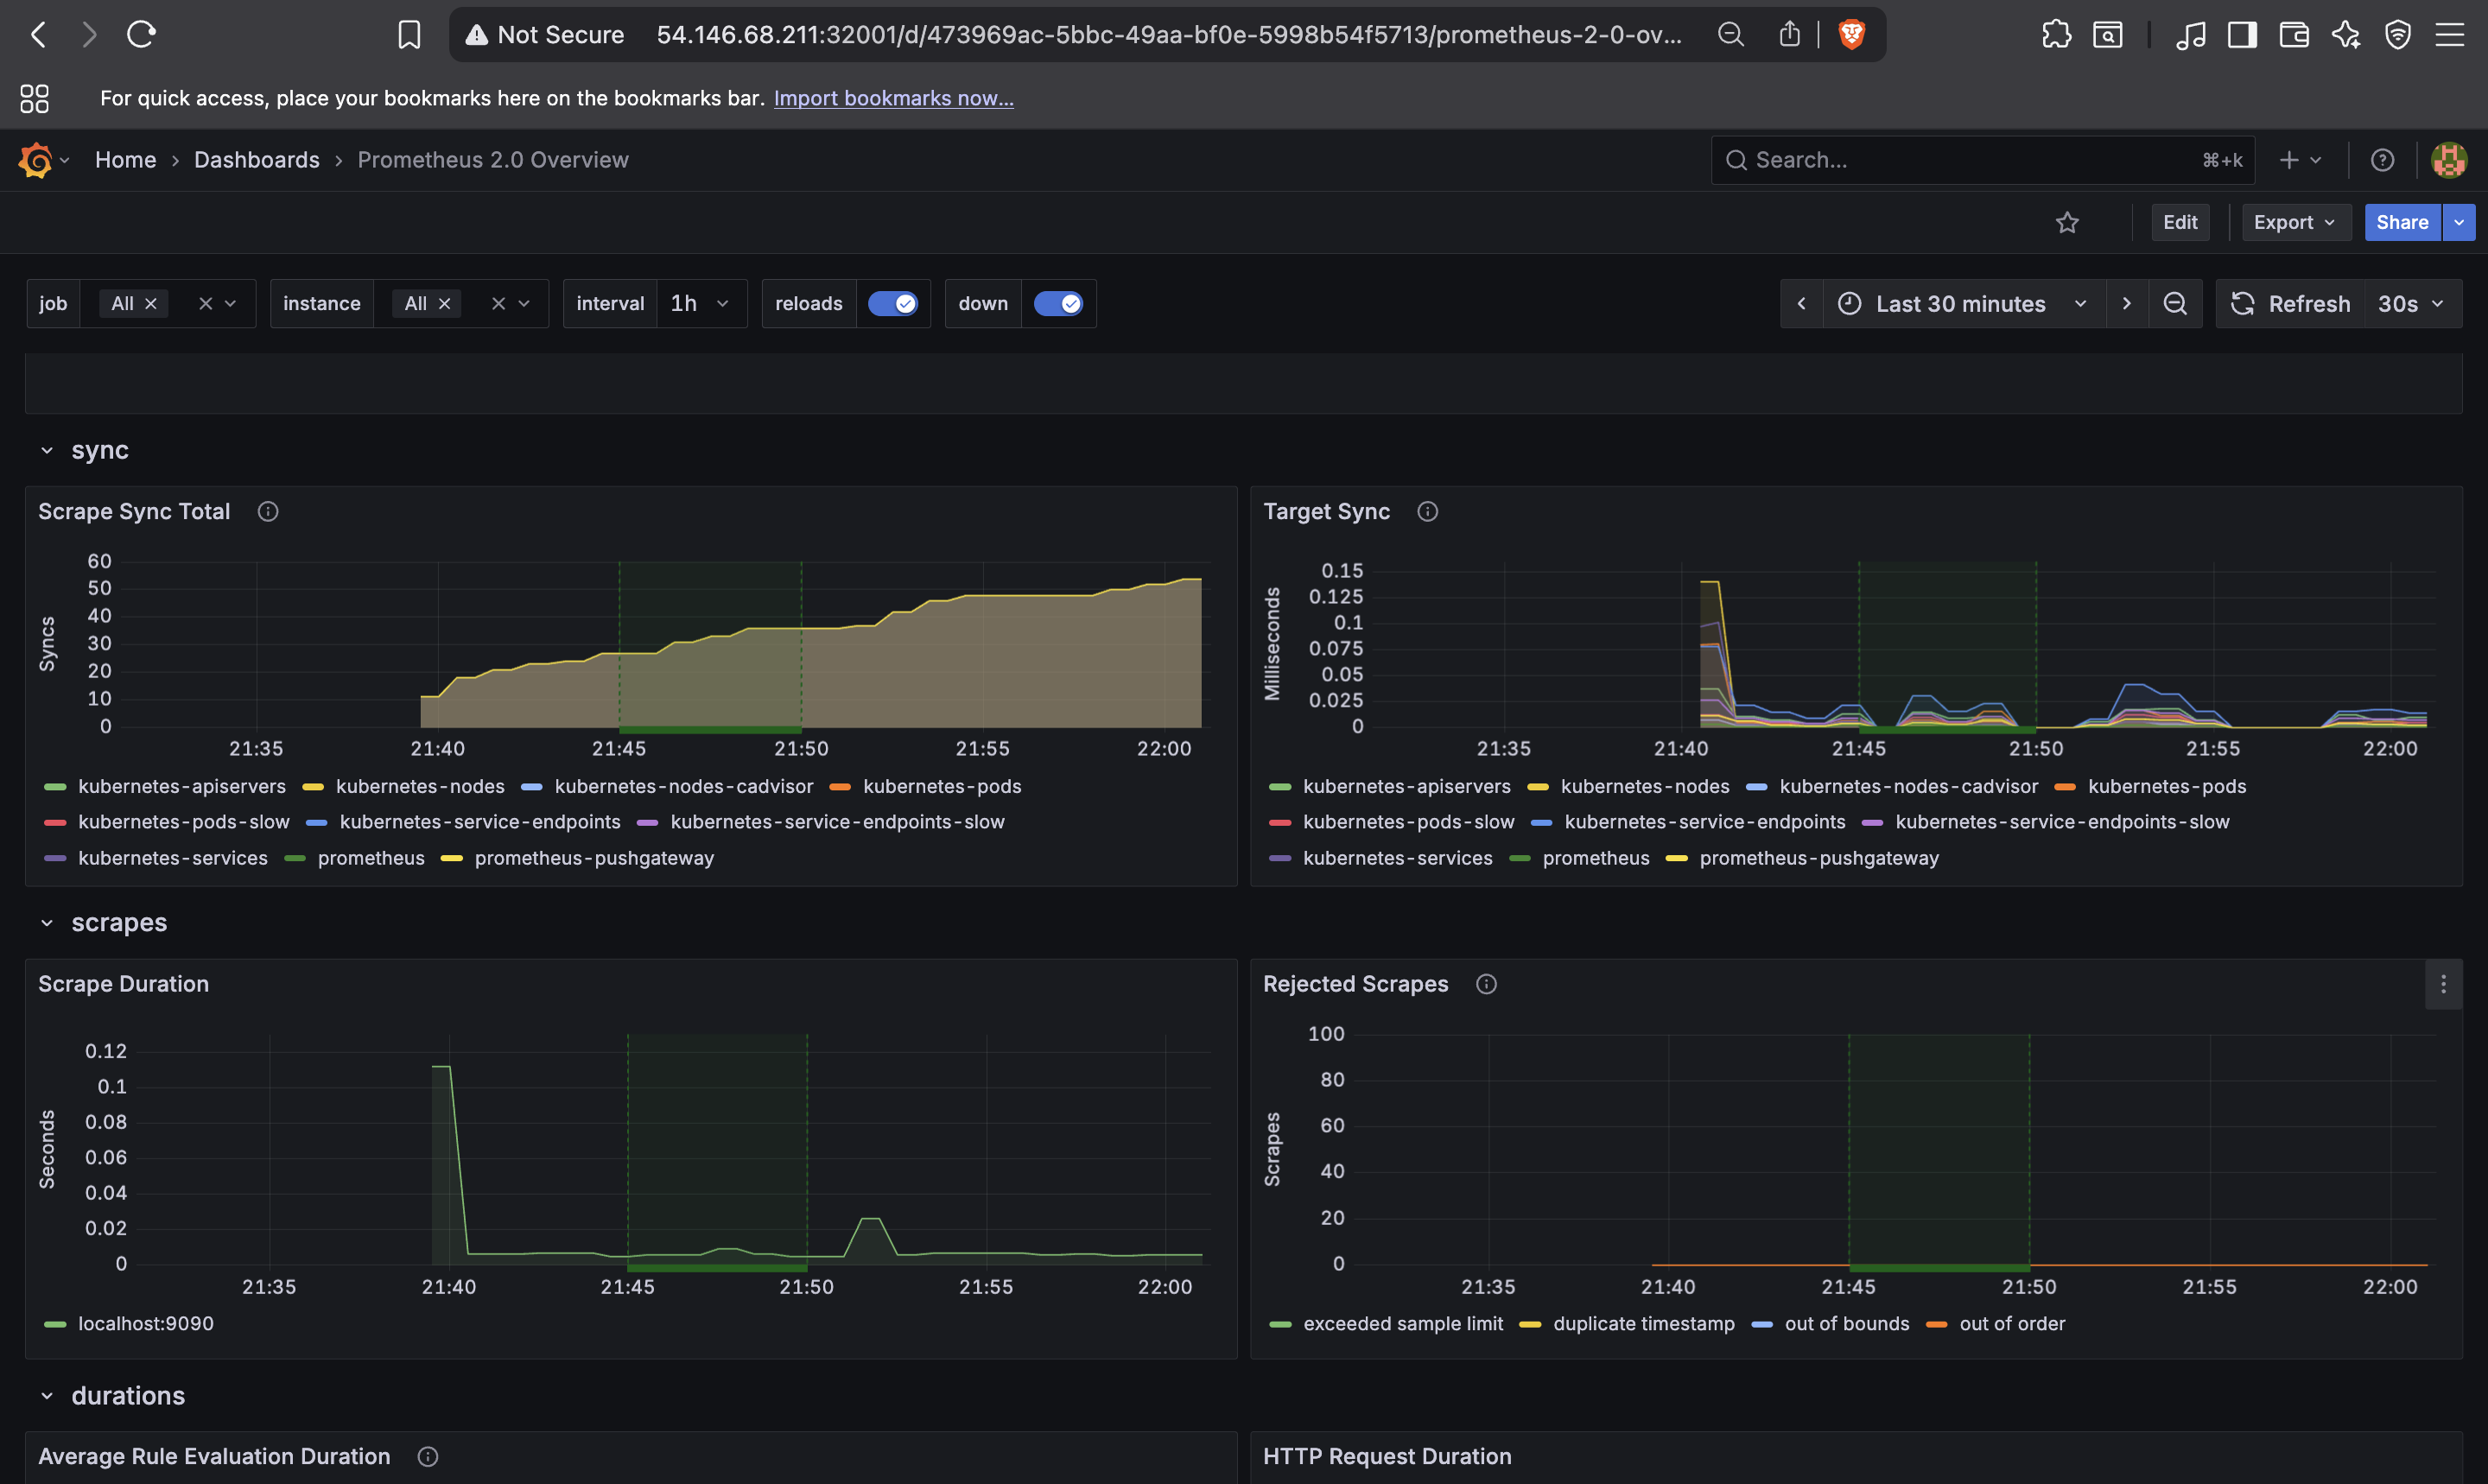 Not Secure 54.146.68.211:32001/d/473969ac-5bbc-49aa-bf0e-5998b54f5713/prometheus-2-0-ov...
For quick access, place your bookmarks here on the bookmarks bar. Import bookmarks now...
Home › Dashboards › Prometheus 2.0 Overview
Search... ⌘+k
Edit Export Share
job All instance All interval 1h reloads down Last 30 minutes Refresh 30s
sync
Scrape Sync Total
Syncs
60
50
40
30
20
10
0
21:35 21:40 21:45 21:50 21:55 22:00
kubernetes-apiservers kubernetes-nodes kubernetes-nodes-cadvisor kubernetes-pods
kubernetes-pods-slow kubernetes-service-endpoints kubernetes-service-endpoints-slow
kubernetes-services prometheus prometheus-pushgateway
Target Sync
Milliseconds
0.15
0.125
0.1
0.075
0.05
0.025
0
21:35 21:40 21:45 21:50 21:55 22:00
kubernetes-apiservers kubernetes-nodes kubernetes-nodes-cadvisor kubernetes-pods
kubernetes-pods-slow kubernetes-service-endpoints kubernetes-service-endpoints-slow
kubernetes-services prometheus prometheus-pushgateway
scrapes
Scrape Duration
Seconds
0.12
0.1
0.08
0.06
0.04
0.02
0
21:35 21:40 21:45 21:50 21:55 22:00
localhost:9090
Rejected Scrapes
Scrapes
100
80
60
40
20
0
21:35 21:40 21:45 21:50 21:55 22:00
exceeded sample limit duplicate timestamp out of bounds out of order
durations
Average Rule Evaluation Duration
HTTP Request Duration